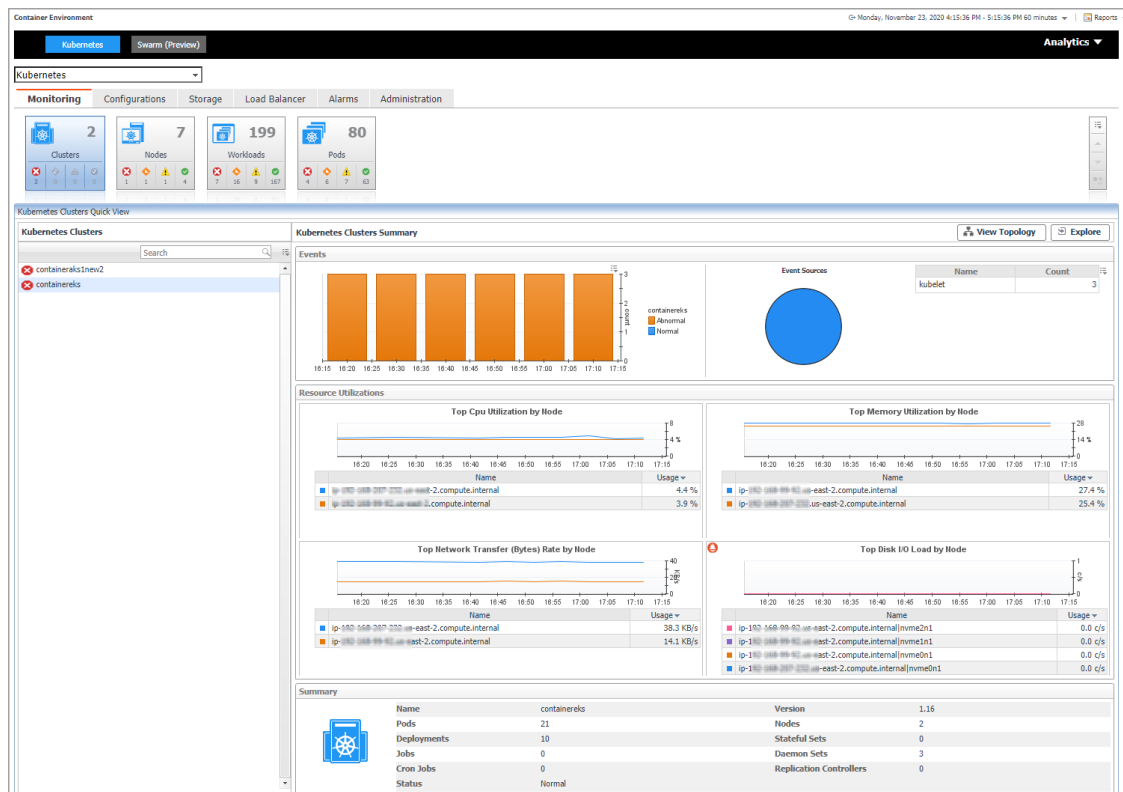 Container Environment
Monday, November 23, 2020 4:15:36 PM - 5:15:36 PM 60 minutes
Reports
Kubernetes
Swarm (Preview)
Analytics
Kubernetes
Monitoring
Configurations
Storage
Load Balancer
Alarms
Administration
2
Clusters
2 0 0 0
7
Nodes
1 1 1 4
199
Workloads
7 16 9 167
80
Pods
4 6 7 63
Kubernetes Clusters Quick View
Kubernetes Clusters
Search
containeraks1new2
containereks
Kubernetes Clusters Summary
View Topology
Explore
Events
3
2
1
0
count
16:15 16:20 16:25 16:30 16:35 16:40 16:45 16:50 16:55 17:00 17:05 17:10 17:15
containereks
Abnormal
Normal
Event Sources
Name Count
kubelet 3
Resource Utilizations
Top Cpu Utilization by Node
8
4 %
0
16:20 16:25 16:30 16:35 16:40 16:45 16:50 16:55 17:00 17:05 17:10 17:15
Name Usage
-2.compute.internal 4.4 %
.compute.internal 3.9 %
Top Memory Utilization by Node
28
14 %
0
16:20 16:25 16:30 16:35 16:40 16:45 16:50 16:55 17:00 17:05 17:10 17:15
Name Usage
ip- -east-2.compute.internal 27.4 %
ip- .us-east-2.compute.internal 25.4 %
Top Network Transfer (Bytes) Rate by Node
40
20
0
KB/s
16:20 16:25 16:30 16:35 16:40 16:45 16:50 16:55 17:00 17:05 17:10 17:15
Name Usage
ip- -east-2.compute.internal 38.3 KB/s
ip- east-2.compute.internal 14.1 KB/s
Top Disk I/O Load by Node
1
0
c/s
16:20 16:25 16:30 16:35 16:40 16:45 16:50 16:55 17:00 17:05 17:10 17:15
Name Usage
ip-1 east-2.compute.internal|nvme2n1 0.0 c/s
ip-1 east-2.compute.internal|nvme1n1 0.0 c/s
ip-1 east-2.compute.internal|nvme0n1 0.0 c/s
ip-1 -east-2.compute.internal|nvme0n1 0.0 c/s
Summary
Name containereks Version 1.16
Pods 21 Nodes 2
Deployments 10 Stateful Sets 0
Jobs 0 Daemon Sets 3
Cron Jobs 0 Replication Controllers 0
Status Normal